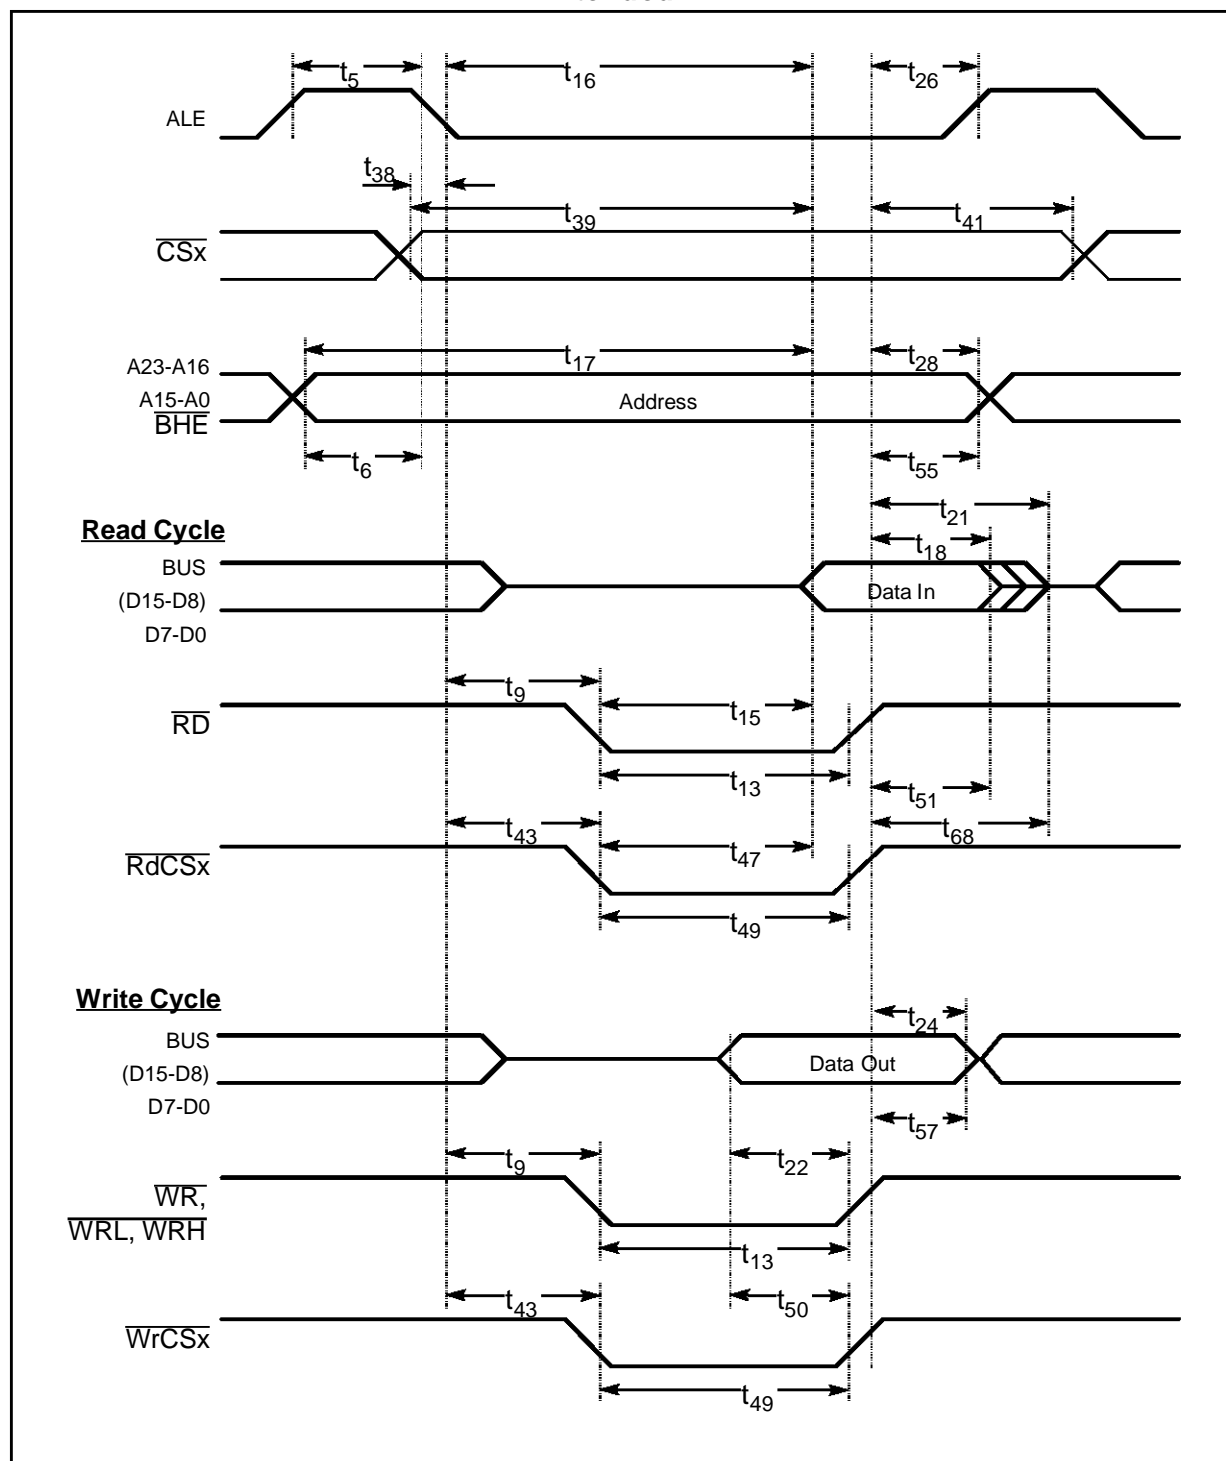 t5 t16 t26
ALE
t38
t39 t41
CSx
t17 t28
A23-A16
A15-A0 Address
BHE
t6 t55
t21
Read Cycle
t18
BUS
(D15-D8) Data In
D7-D0
t9
t15
RD
t13 t51
t43 t47 t68
RdCSx
t49
Write Cycle
t24
BUS
(D15-D8) Data Out
D7-D0
t57
t9 t22
WR,
WRL, WRH
t13
t43 t50
WrCSx
t49